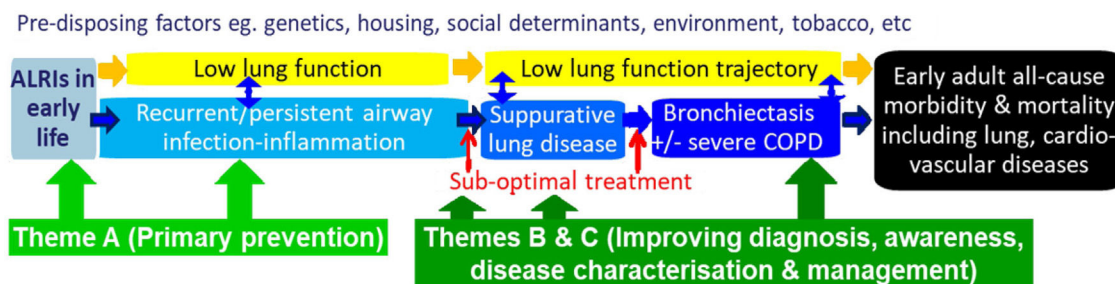 Pre-disposing factors eg. genetics, housing, social determinants, environment, tobacco, etc
ALRIs in
early
life
Low lung function
Low lung function trajectory
Recurrent/persistent airway
infection-inflammation
Suppurative
lung disease
Bronchiectasis
+/- severe COPD
Early adult all-cause
morbidity & mortality
including lung, cardio-
vascular diseases
Sub-optimal treatment
Theme A (Primary prevention)
Themes B & C (Improving diagnosis, awareness,
disease characterisation & management)